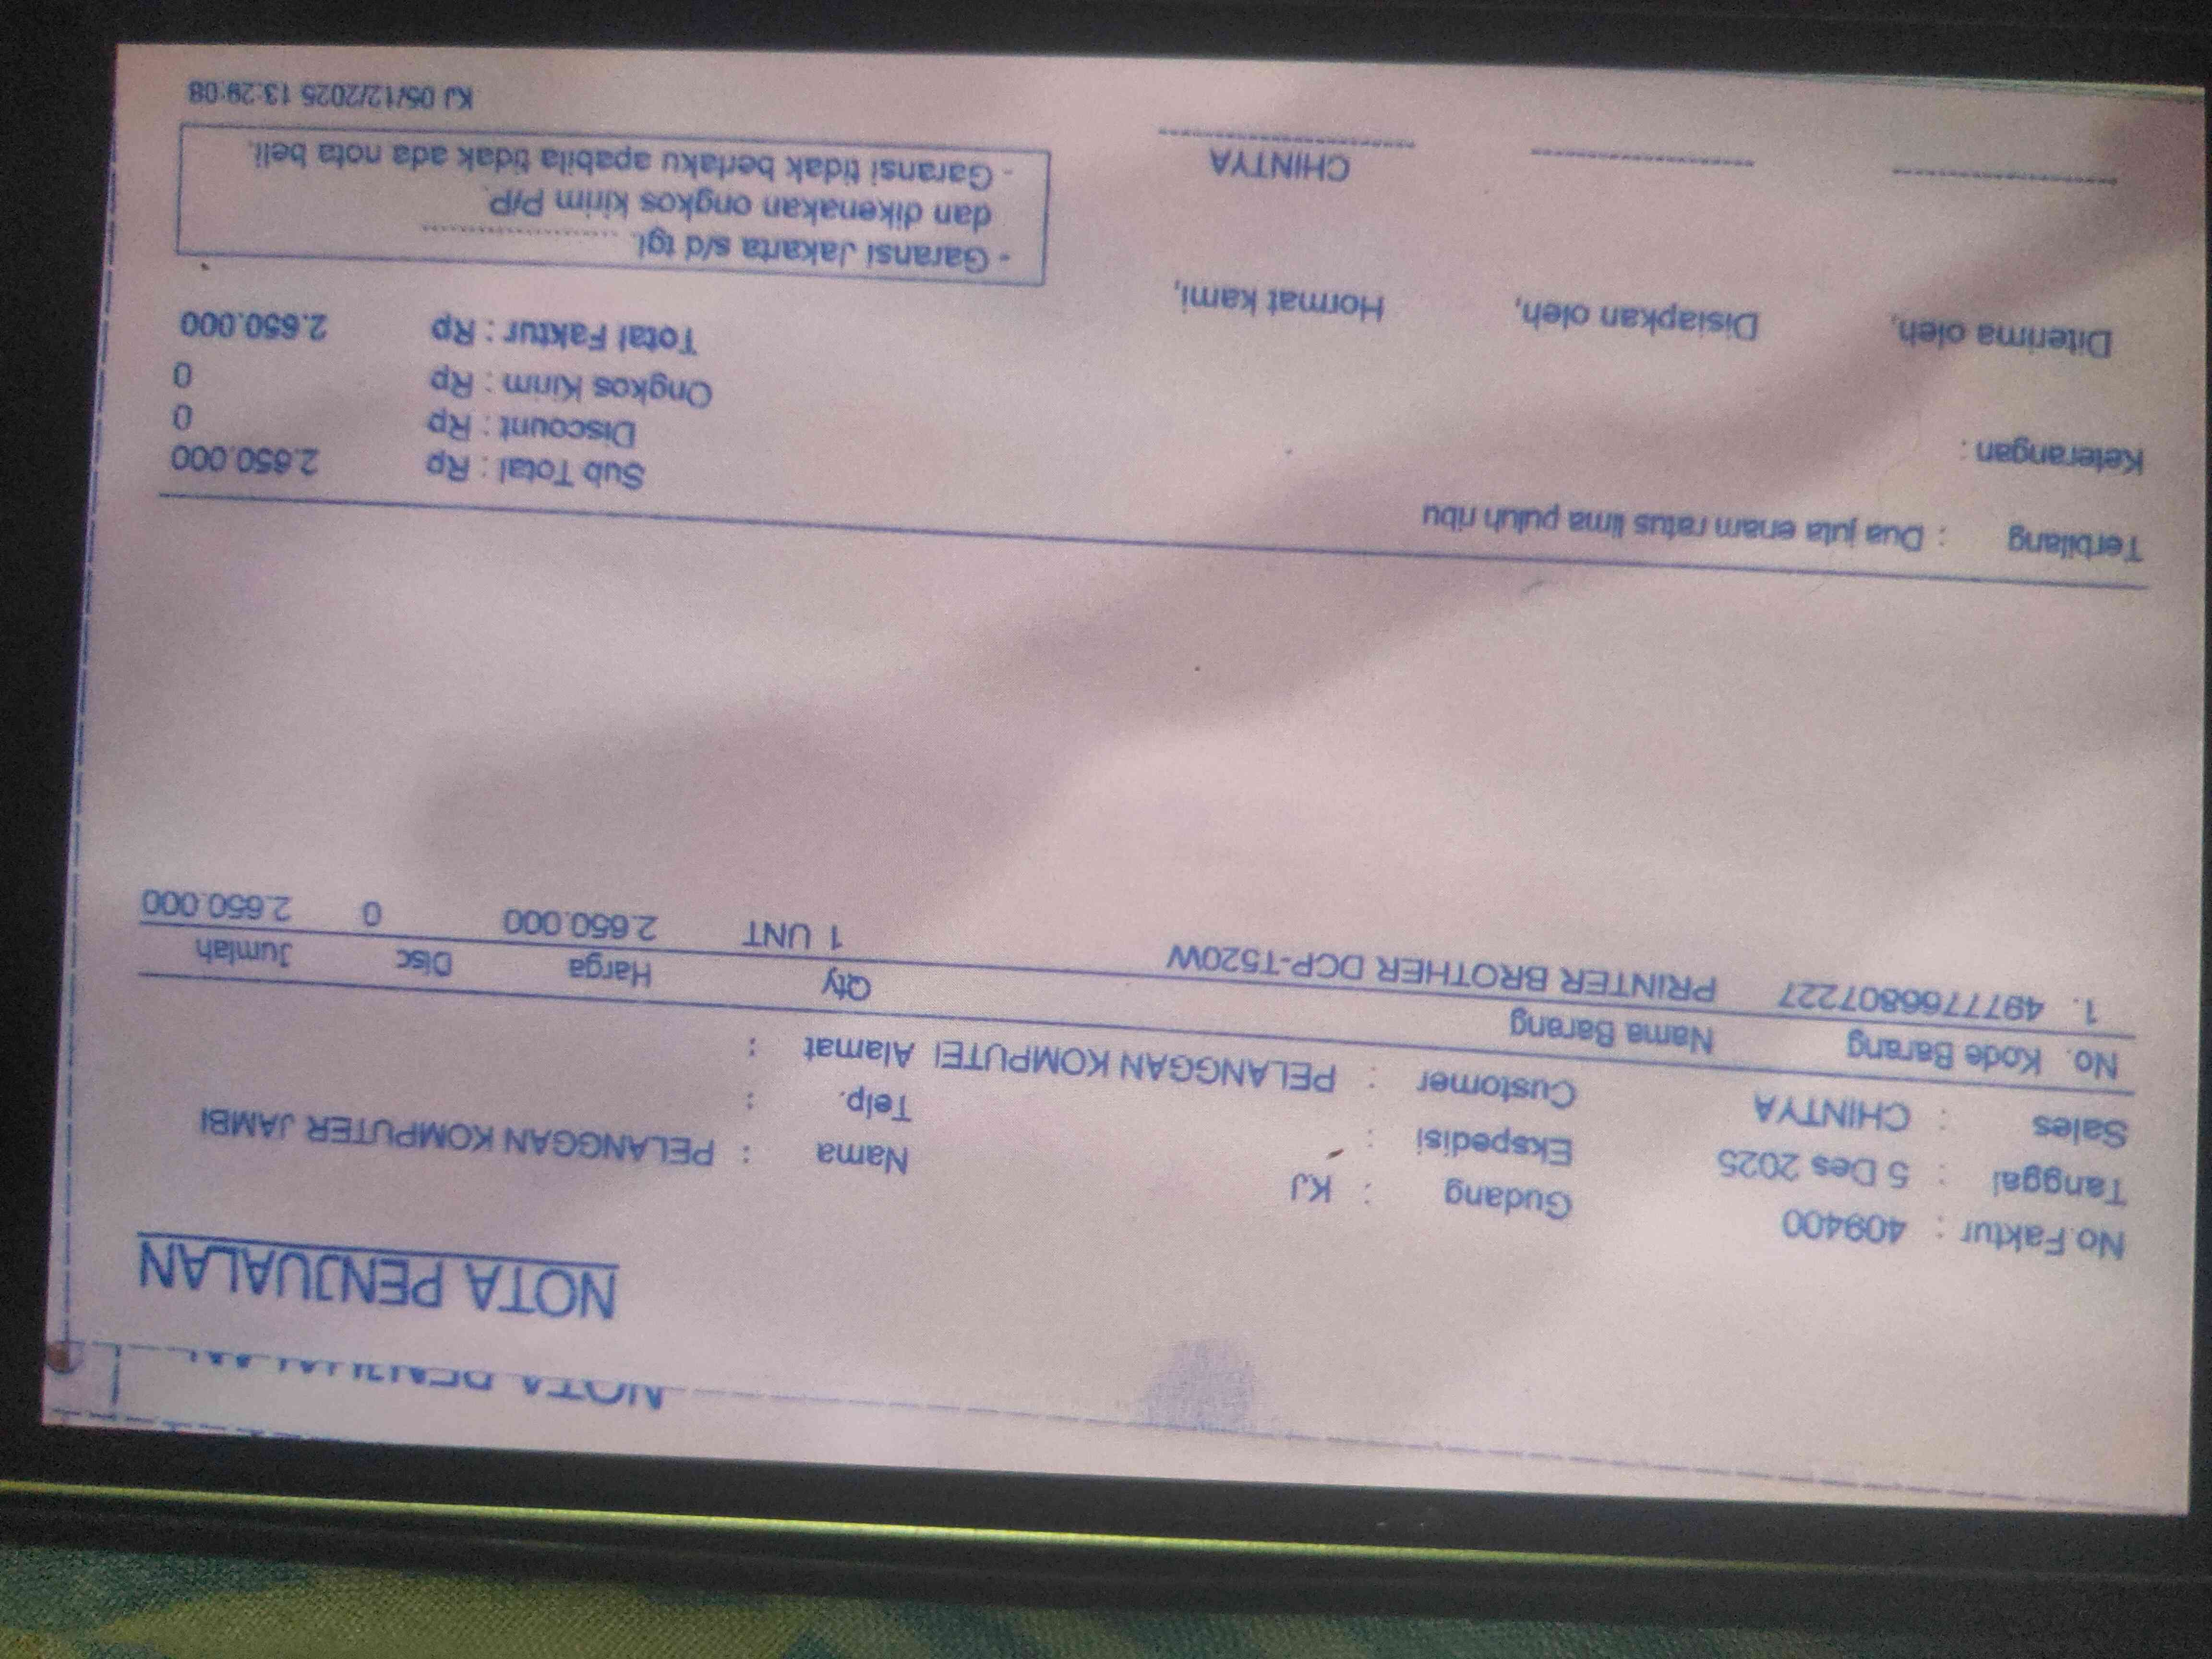 NOTA PENJUALAN
NOTA PENJUALAN
No.Faktur : 409400 Gudang : KJ Nama : PELANGGAN KOMPUTER JAMBI
Tanggal : 5 Des 2025 Ekspedisi : Telp. :
Sales : CHINTYA Customer : PELANGGAN KOMPUTEI Alamat :
No. Kode Barang Nama Barang Qty Harga Disc Jumlah
1. 4977766807227 PRINTER BROTHER DCP-T520W 1 UNT 2.650.000 0 2.650.000
Terbilang : Dua juta enam ratus lima puluh ribu Sub Total : Rp 2.650.000
Discount : Rp 0
Keterangan : Ongkos Kirim : Rp 0
Total Faktur : Rp 2.650.000
Diterima oleh, Disiapkan oleh, Hormat kami,
- Garansi Jakarta s/d tgl. ....................
dan dikenakan ongkos kirim P/P.
CHINTYA - Garansi tidak berlaku apabila tidak ada nota beli.
KJ 05/12/2025 13:29:08